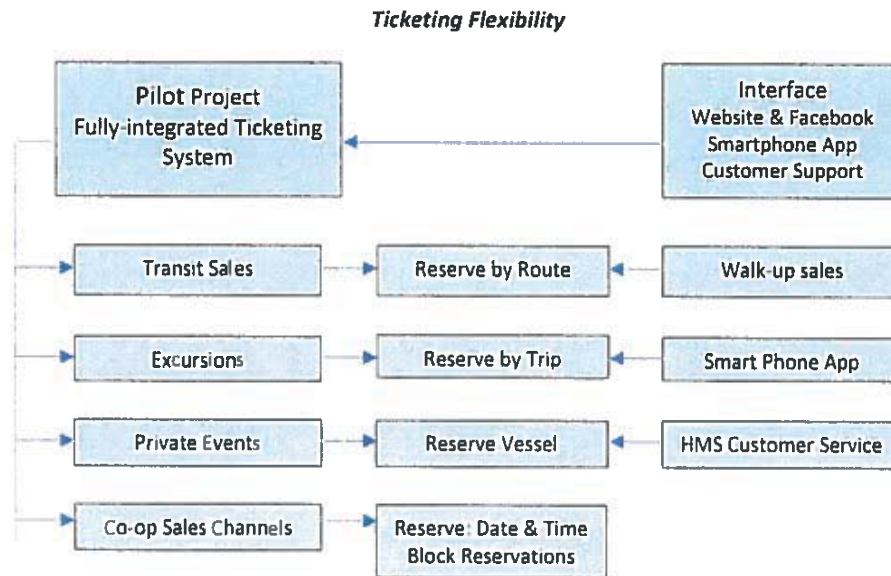 Ticketing Flexibility
Pilot Project
Fully-integrated Ticketing
System
Interface
Website & Facebook
Smartphone App
Customer Support
Transit Sales
Reserve by Route
Walk-up sales
Excursions
Reserve by Trip
Smart Phone App
Private Events
Reserve Vessel
HMS Customer Service
Co-op Sales Channels
Reserve: Date & Time
Block Reservations